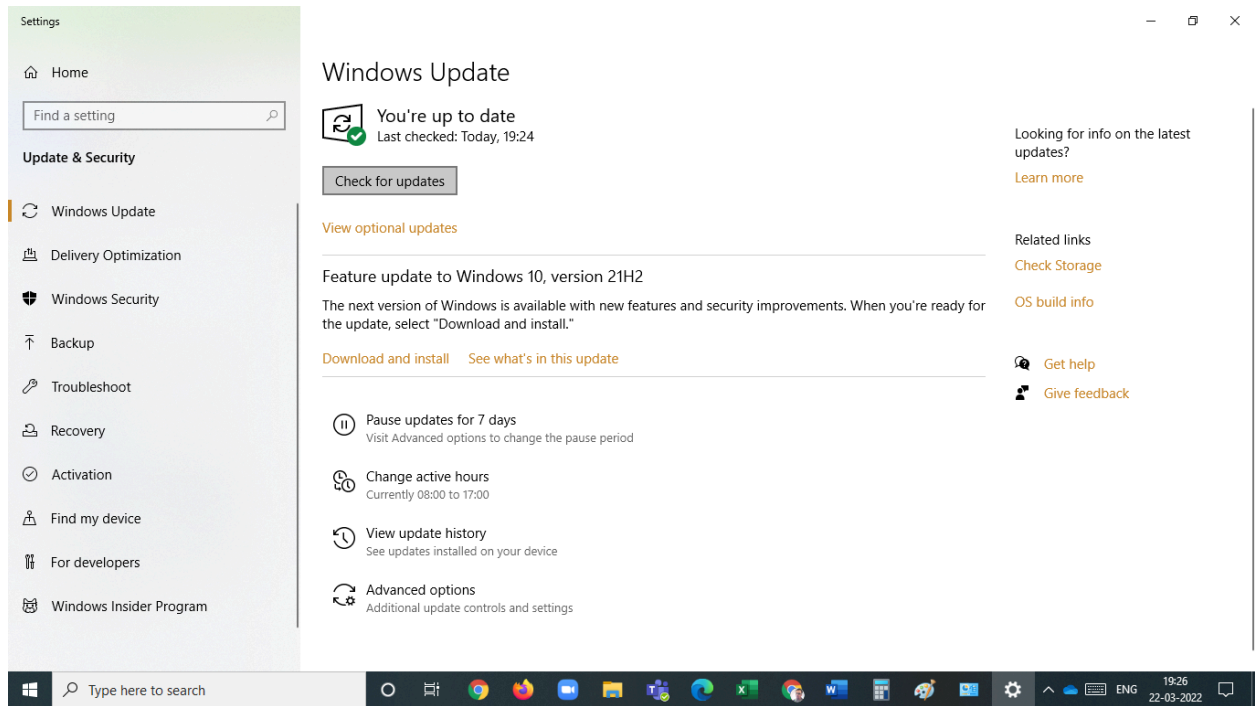 Settings
Home
Find a setting
Update & Security
Windows Update
Delivery Optimization
Windows Security
Backup
Troubleshoot
Recovery
Activation
Find my device
For developers
Windows Insider Program
Windows Update
You're up to date
Last checked: Today, 19:24
Check for updates
View optional updates
Feature update to Windows 10, version 21H2
The next version of Windows is available with new features and security improvements. When you're ready for
the update, select "Download and install."
Download and install See what's in this update
Pause updates for 7 days
Visit Advanced options to change the pause period
Change active hours
Currently 08:00 to 17:00
View update history
See updates installed on your device
Advanced options
Additional update controls and settings
Looking for info on the latest
updates?
Learn more
Related links
Check Storage
OS build info
Get help
Give feedback
Type here to search
ENG
19:26
22-03-2022